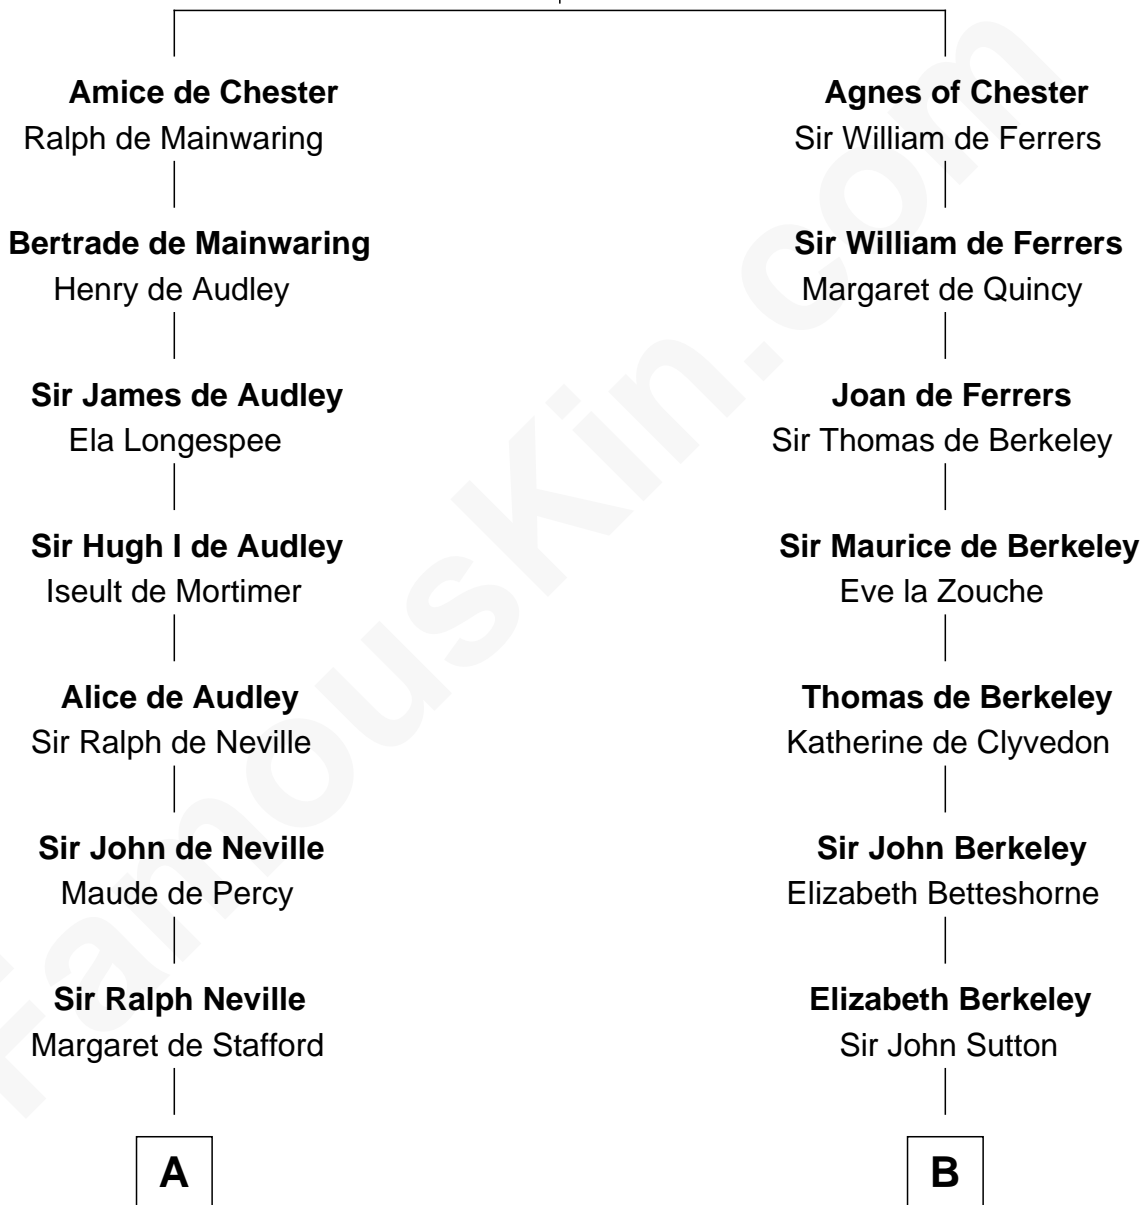 Amice de Chester
Ralph de Mainwaring
Bertrade de Mainwaring
Henry de Audley
Sir James de Audley
Ela Longespee
Sir Hugh I de Audley
Iseult de Mortimer
Alice de Audley
Sir Ralph de Neville
Sir John de Neville
Maude de Percy
Sir Ralph Neville
Margaret de Stafford
A
Agnes of Chester
Sir William de Ferrers
Sir William de Ferrers
Margaret de Quincy
Joan de Ferrers
Sir Thomas de Berkeley
Sir Maurice de Berkeley
Eve la Zouche
Thomas de Berkeley
Katherine de Clyvedon
Sir John Berkeley
Elizabeth Betteshorne
Elizabeth Berkeley
Sir John Sutton
B
FamousKin.com